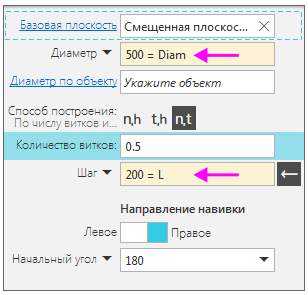 Базовая плоскость Смещенная плоскос..
Диаметр 500 = Diam
Диаметр по объекту Укажите объект
Способ построения:
По числу витков и... n,h t,h n,t
Количество витков: 0.5
Шаг 200 = L
Направление навивки
Левое Правое
Начальный угол 180